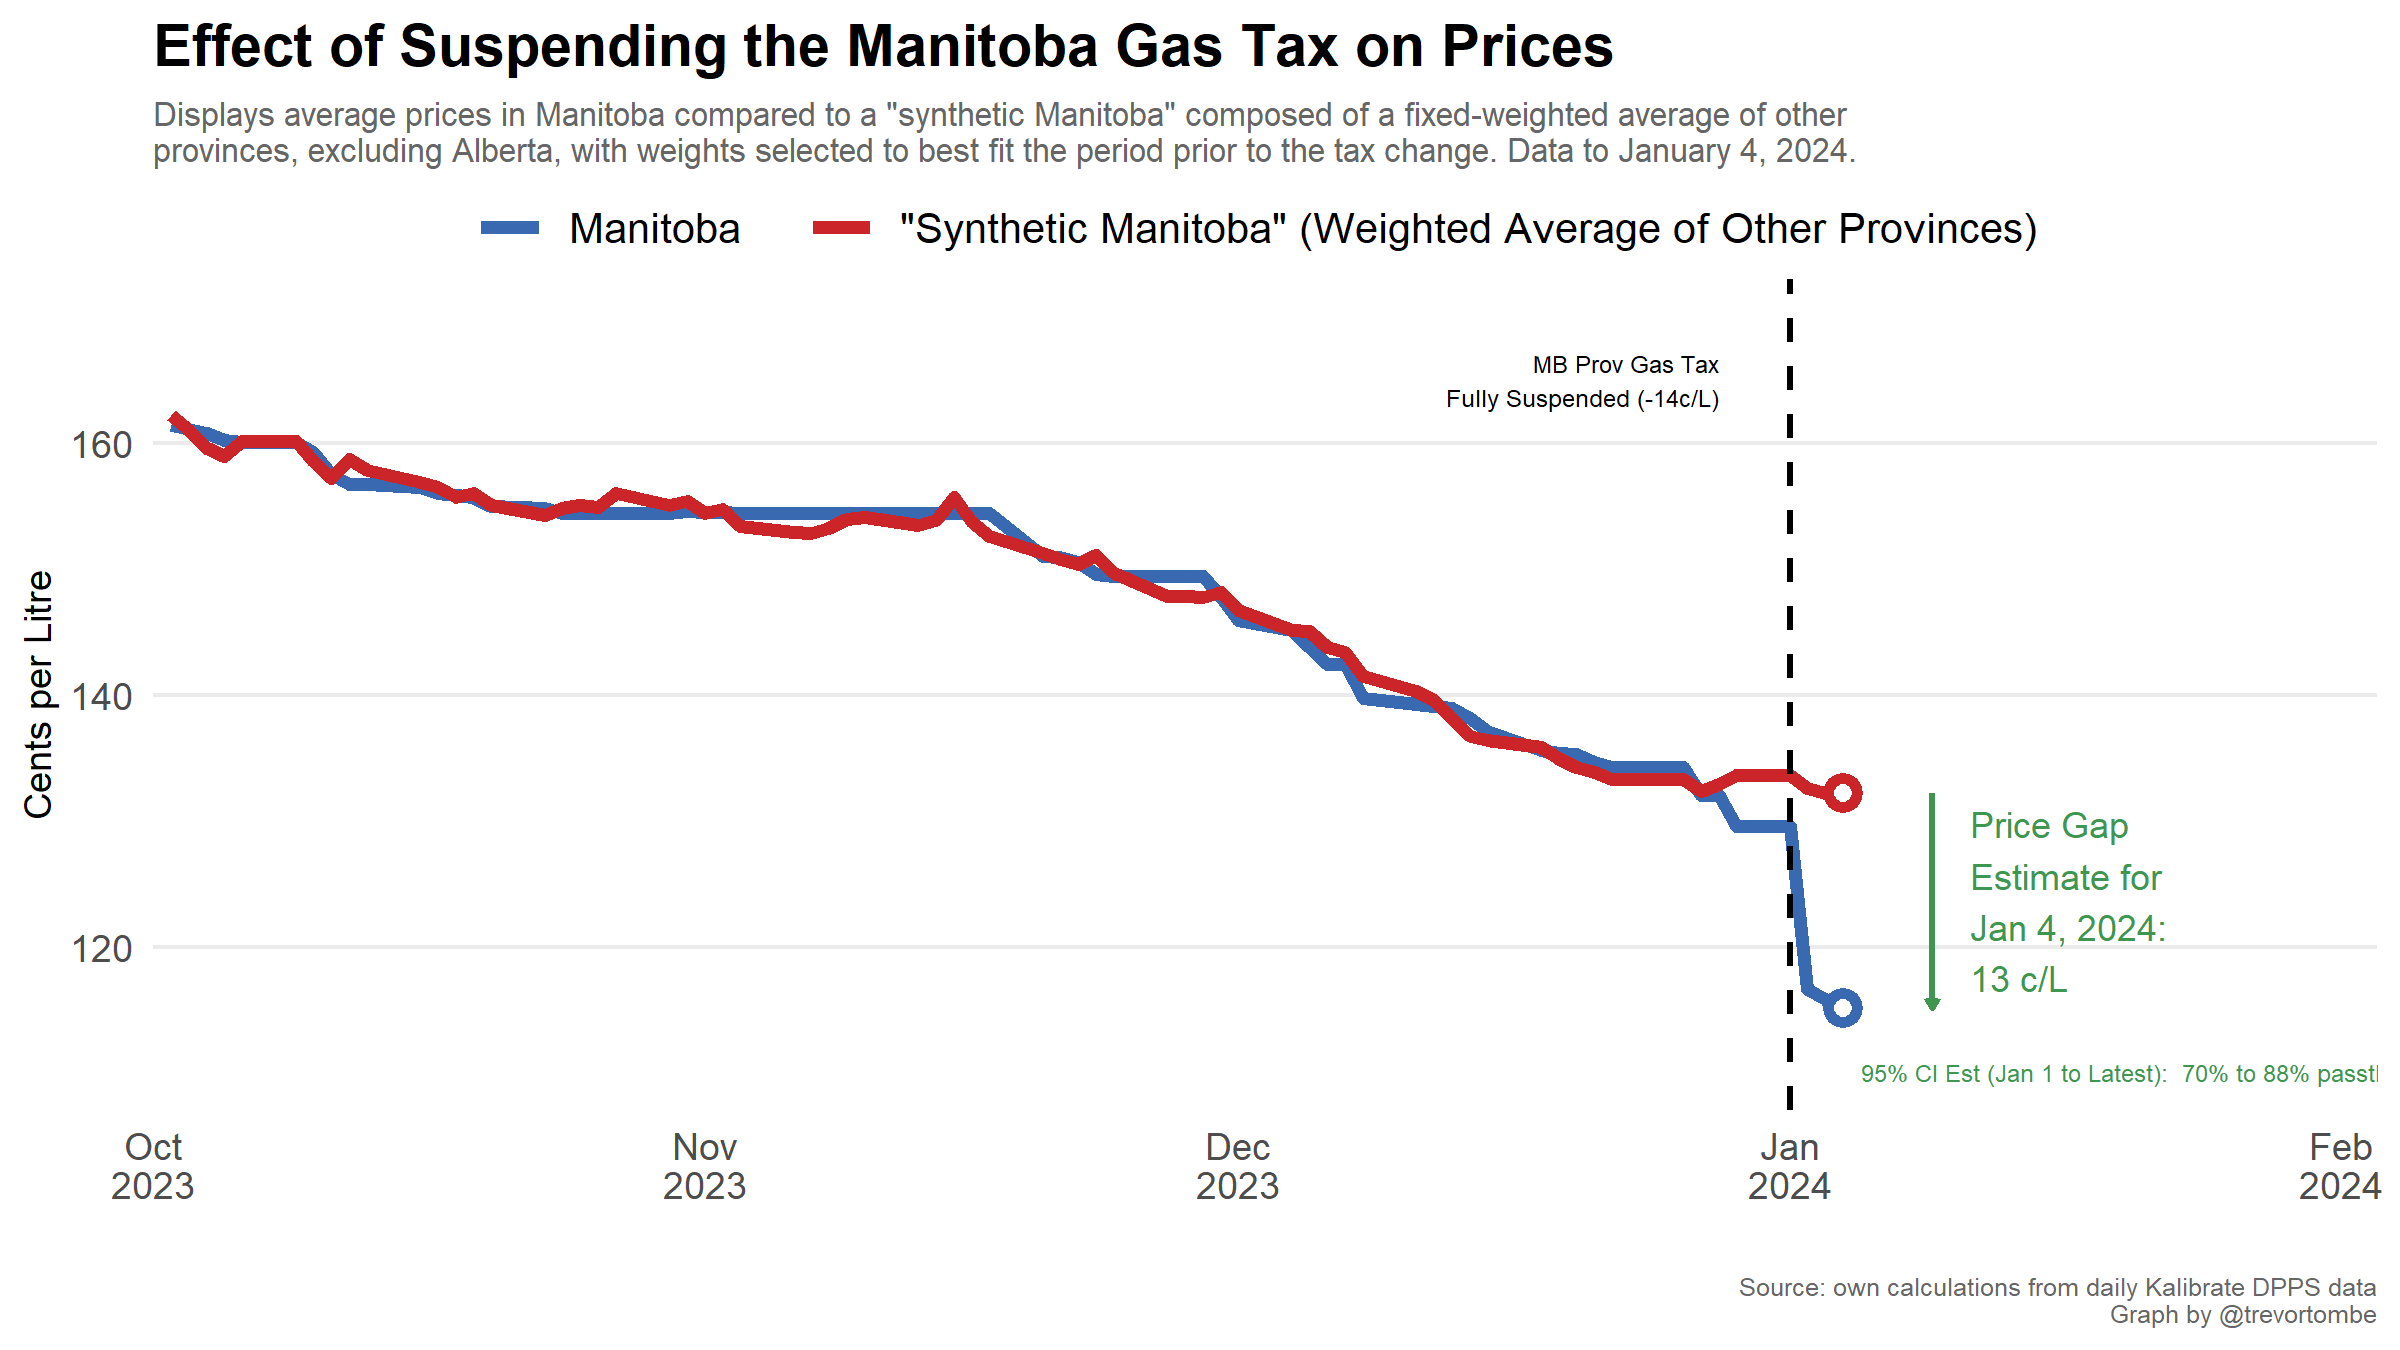 Effect of Suspending the Manitoba Gas Tax on Prices
Displays average prices in Manitoba compared to a "synthetic Manitoba" composed of a fixed-weighted average of other
provinces, excluding Alberta, with weights selected to best fit the period prior to the tax change. Data to January 4, 2024.
Manitoba
"Synthetic Manitoba" (Weighted Average of Other Provinces)
MB Prov Gas Tax
Fully Suspended (-14c/L)
160
140
120
Cents per Litre
Price Gap
Estimate for
Jan 4, 2024:
13 c/L
95% CI Est (Jan 1 to Latest): 70% to 88%
Oct
2023
Nov
2023
Dec
2023
Jan
2024
Feb
2024
Source: own calculations from daily Kalibrate DPPS data
Graph by @trevortombe